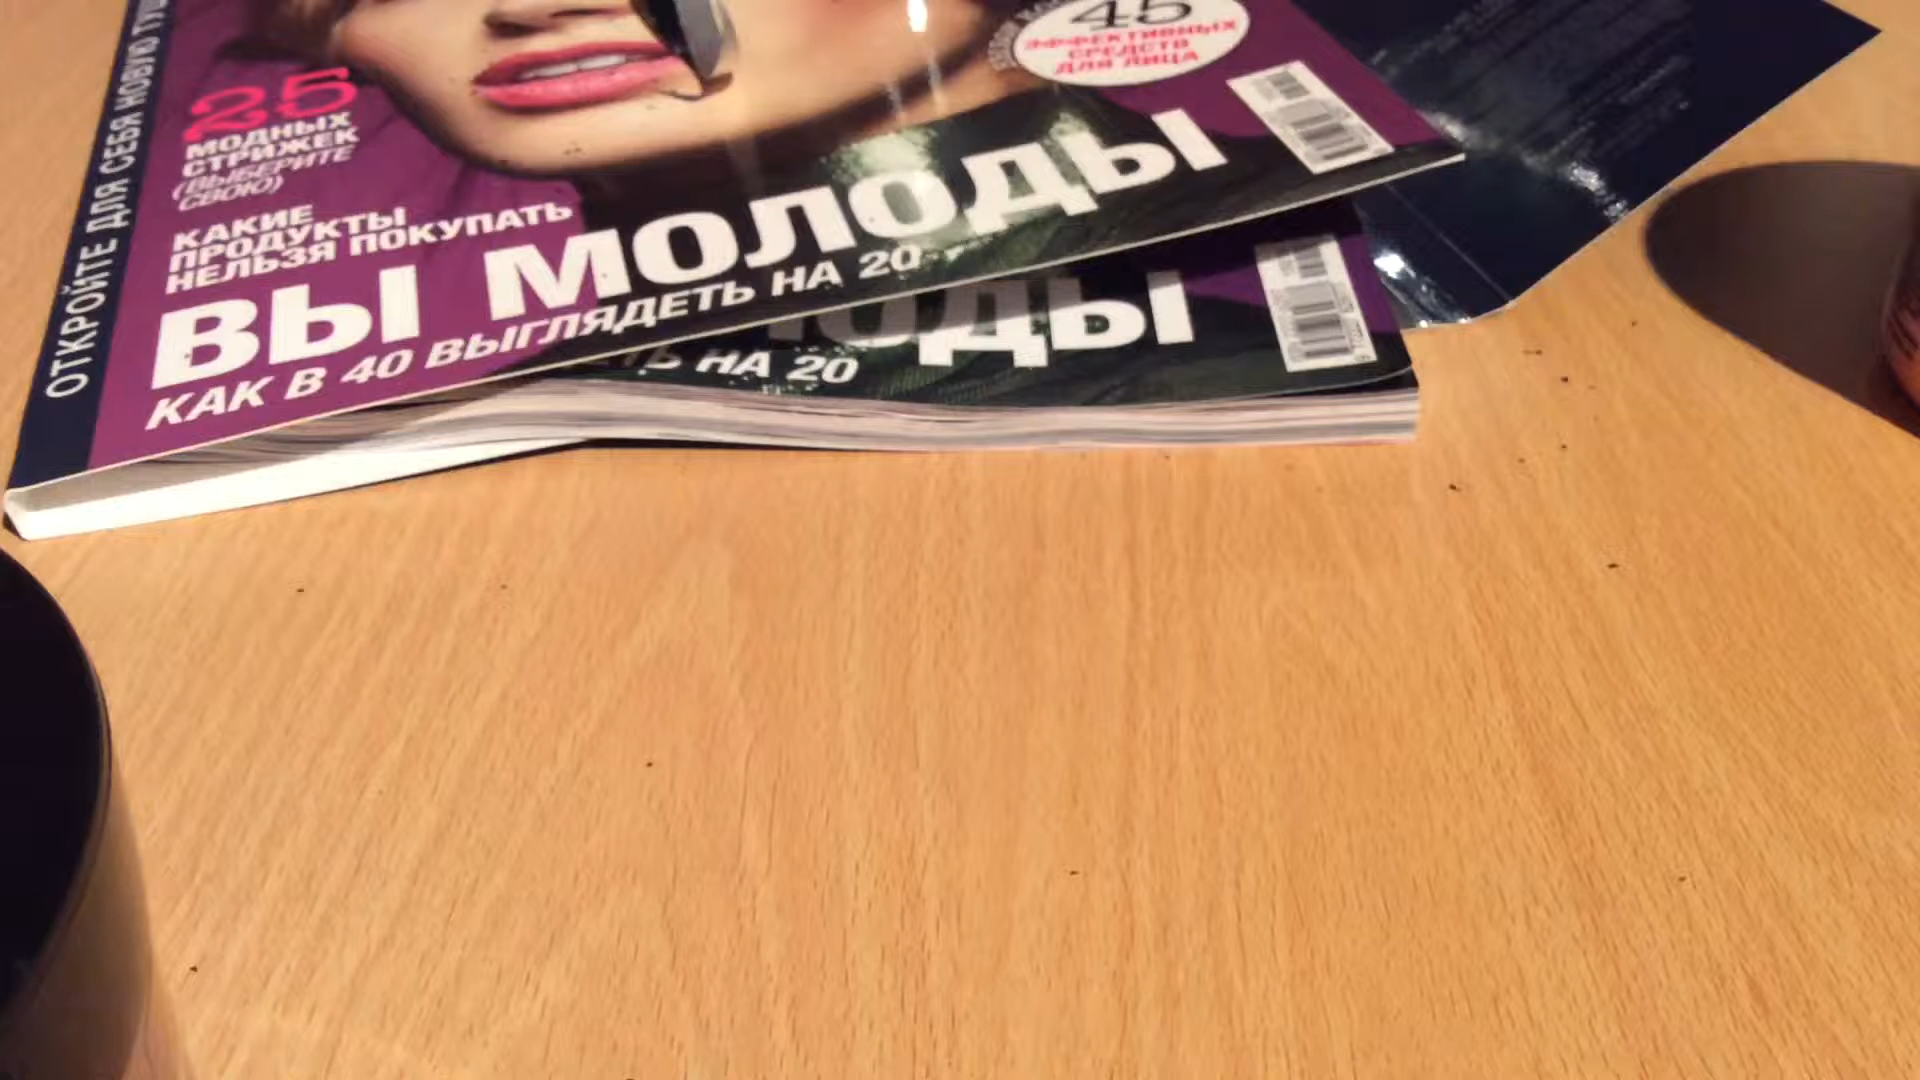 ОТКРОЙТЕ ДЛЯ СЕБЯ НОВУЮ
25
МОДНЫХ
СТРИЖЕК
(ВЫБЕРИТЕ
СВОЮ)
45
ЭФФЕКТИВНЫХ
СРЕДСТВ
ДЛЯ ЛИЦА
КАКИЕ
ПРОДУКТЫ
НЕЛЬЗЯ ПОКУПАТЬ
ВЫ МОЛОДЫ
КАК В 40 ВЫГЛЯДЕТЬ НА 20
ОДЫ
ТЬ НА 20